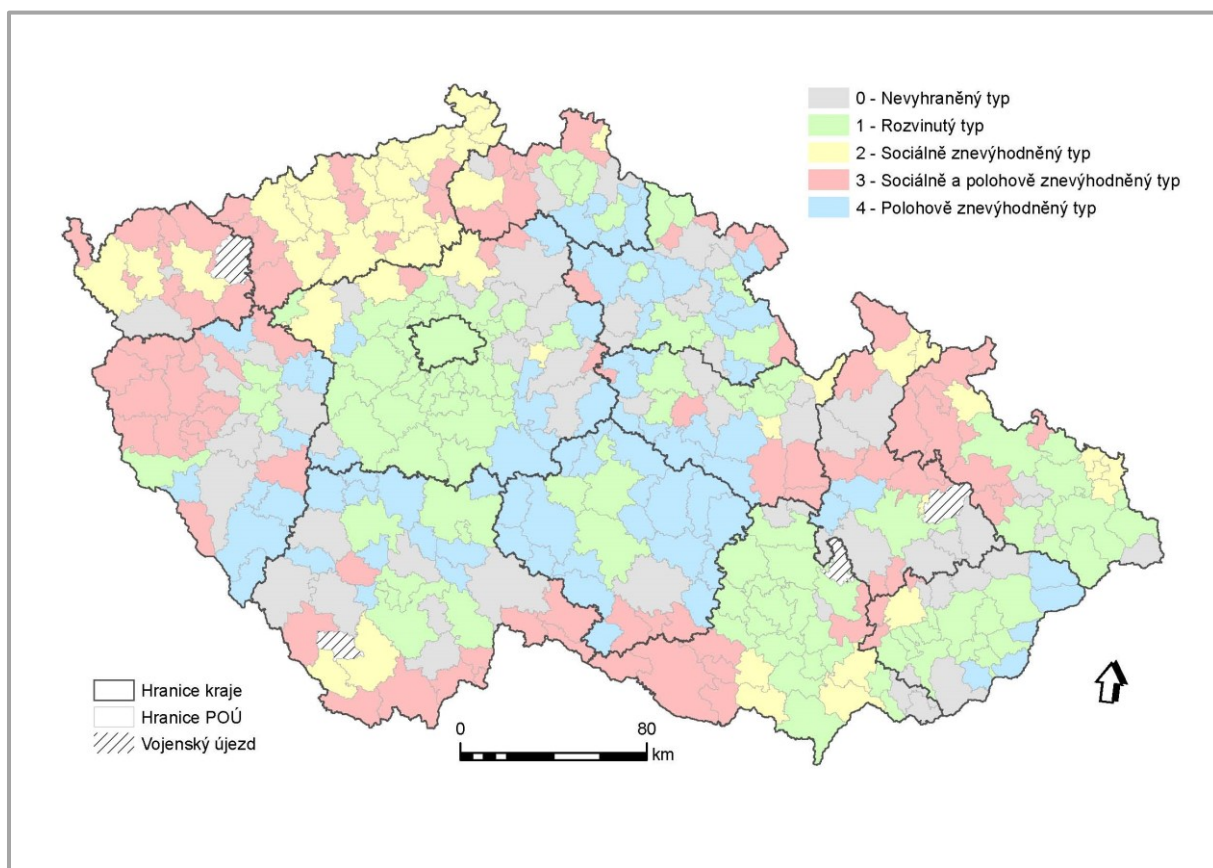 0 - Nevyhraněný typ
1 - Rozvinutý typ
2 - Sociálně znevýhodněný typ
3 - Sociálně a polohově znevýhodněný typ
4 - Polohově znevýhodněný typ
Hranice kraje
Hranice POÚ
Vojenský újezd
0 80
km